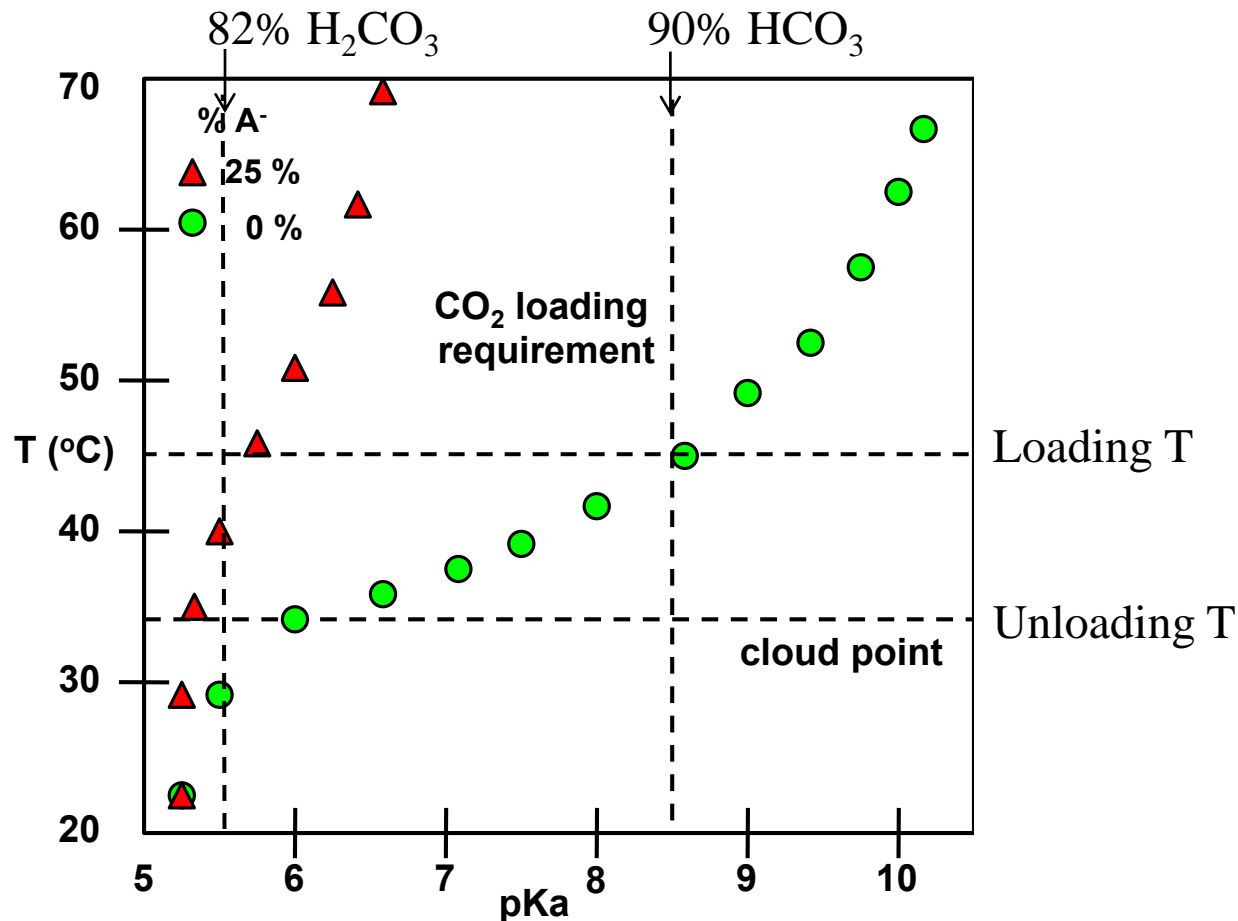 82% H₂CO₃
90% HCO₃
70
% A⁻
25 %
0 %
60
CO₂ loading
requirement
50
T (ᵒC)
Loading T
40
Unloading T
cloud point
30
20
5 6 7 8 9 10
pKa